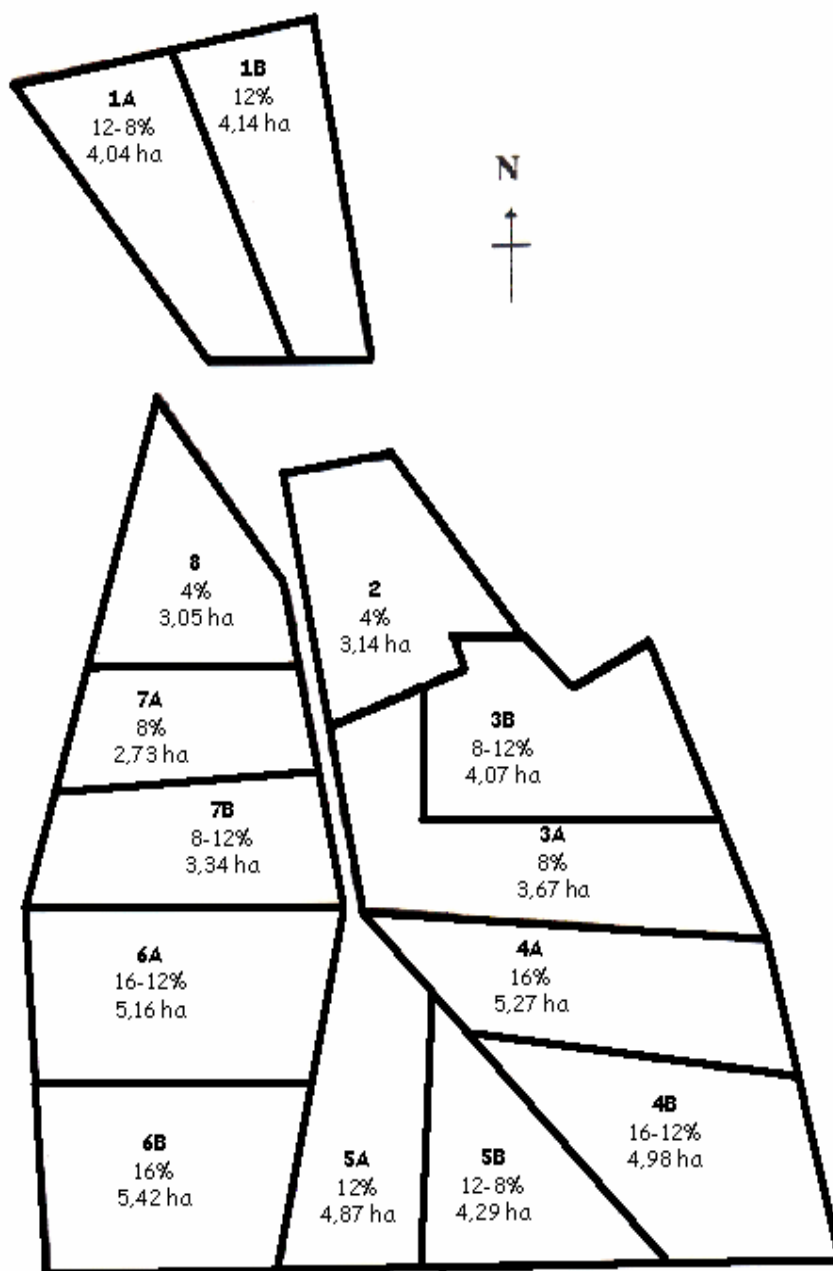 1A
12-8%
4,04 ha
1B
12%
4,14 ha
N
8
4%
3,05 ha
2
4%
3,14 ha
7A
8%
2,73 ha
3B
8-12%
4,07 ha
7B
8-12%
3,34 ha
3A
8%
3,67 ha
6A
16-12%
5,16 ha
4A
16%
5,27 ha
6B
16%
5,42 ha
5A
12%
4,87 ha
5B
12-8%
4,29 ha
4B
16-12%
4,98 ha